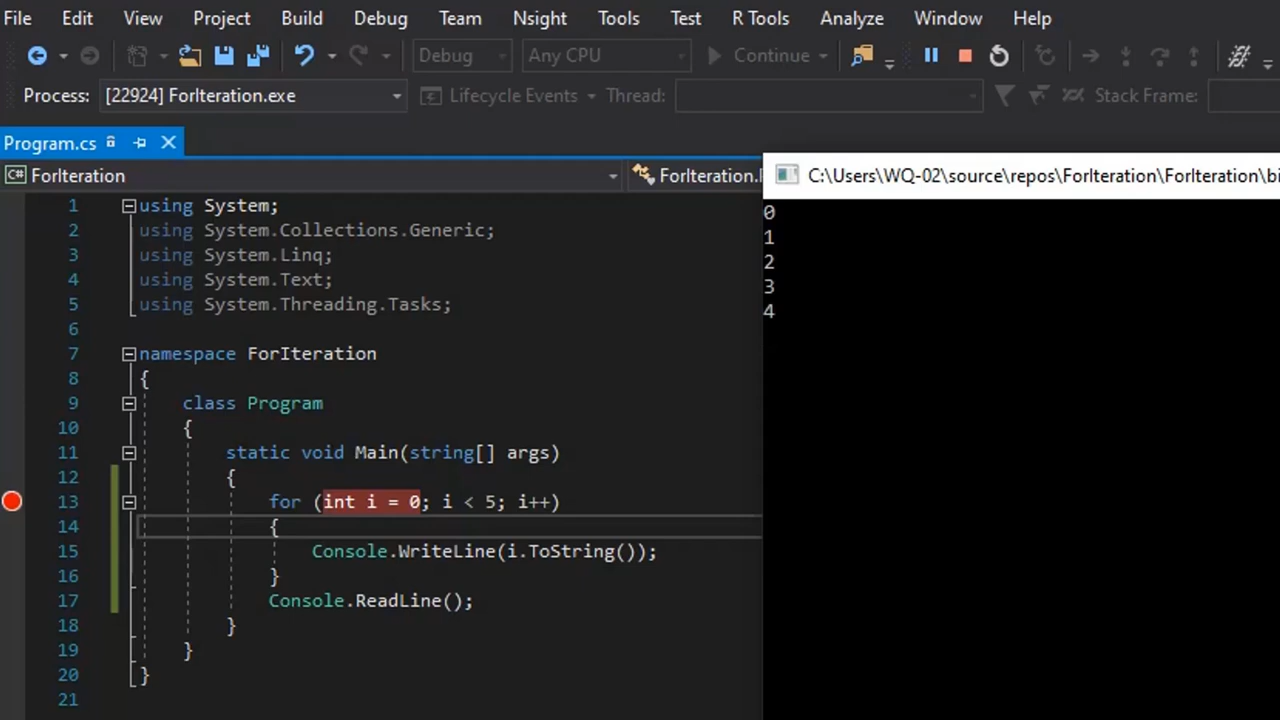 File Edit View Project Build Debug Team Nsight Tools Test R Tools Analyze Window Help
Debug Any CPU Continue
Process: [22924] ForIteration.exe Lifecycle Events Thread: Stack Frame:
Program.cs
C# ForIteration ForIteration. C:\Users\WQ-02\source\repos\ForIteration\ForIteration\bi
1 using System;
2 using System.Collections.Generic;
3 using System.Linq;
4 using System.Text;
5 using System.Threading.Tasks;
6
7 namespace ForIteration
8 {
9 class Program
10 {
11 static void Main(string[] args)
12 {
13 for (int i = 0; i < 5; i++)
14 {
15 Console.WriteLine(i.ToString());
16 }
17 Console.ReadLine();
18 }
19 }
20 }
21
0
1
2
3
4